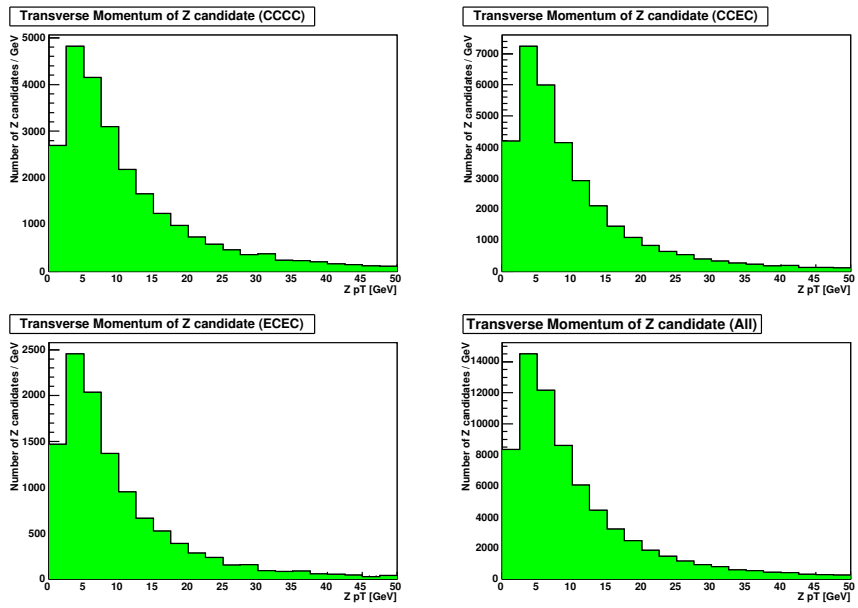 Transverse Momentum of Z candidate (CCCC)
Number of Z candidates / GeV
5000
4000
3000
2000
1000
0
0 5 10 15 20 25 30 35 40 45 50
Z pT [GeV]
Transverse Momentum of Z candidate (CCEC)
Number of Z candidates / GeV
7000
6000
5000
4000
3000
2000
1000
0
0 5 10 15 20 25 30 35 40 45 50
Z pT [GeV]
Transverse Momentum of Z candidate (ECEC)
Number of Z candidates / GeV
2500
2000
1500
1000
500
0
0 5 10 15 20 25 30 35 40 45 50
Z pT [GeV]
Transverse Momentum of Z candidate (All)
Number of Z candidates / GeV
14000
12000
10000
8000
6000
4000
2000
0
0 5 10 15 20 25 30 35 40 45 50
Z pT [GeV]